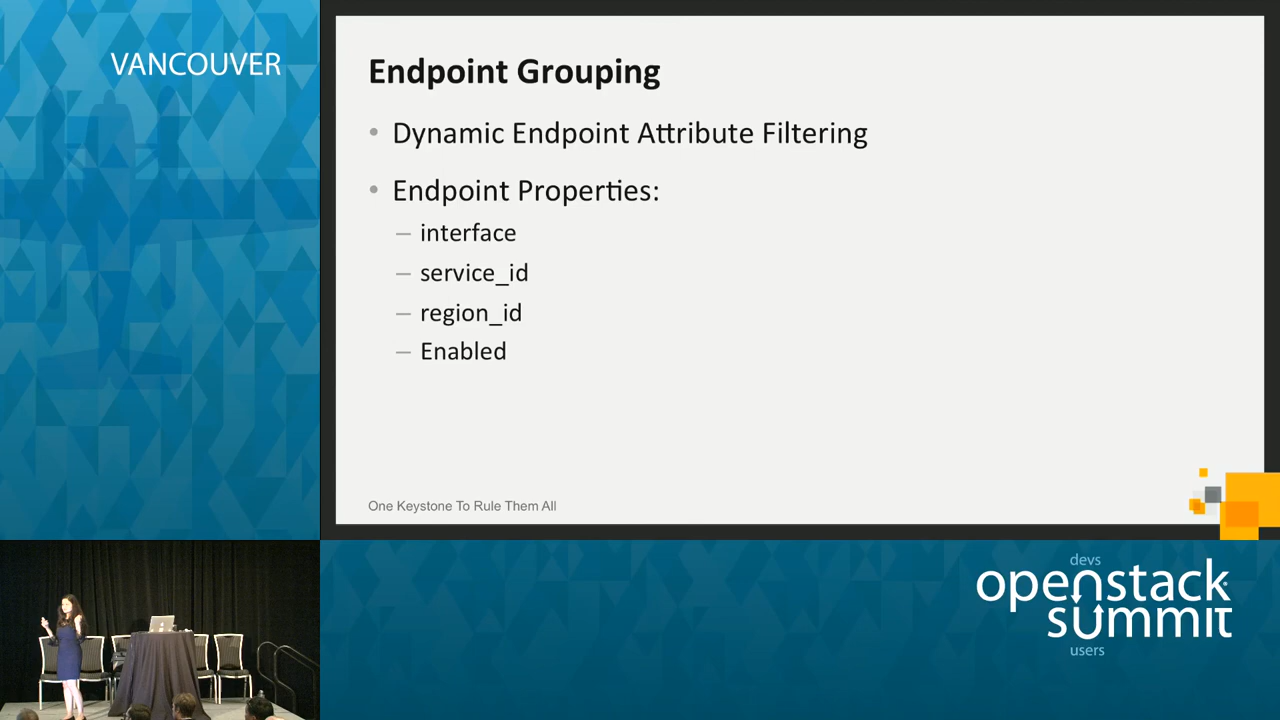 VANCOUVER
Endpoint Grouping
• Dynamic Endpoint Attribute Filtering
• Endpoint Properties:
– interface
– service_id
– region_id
– Enabled
One Keystone To Rule Them All
devs
openstack
summit
users